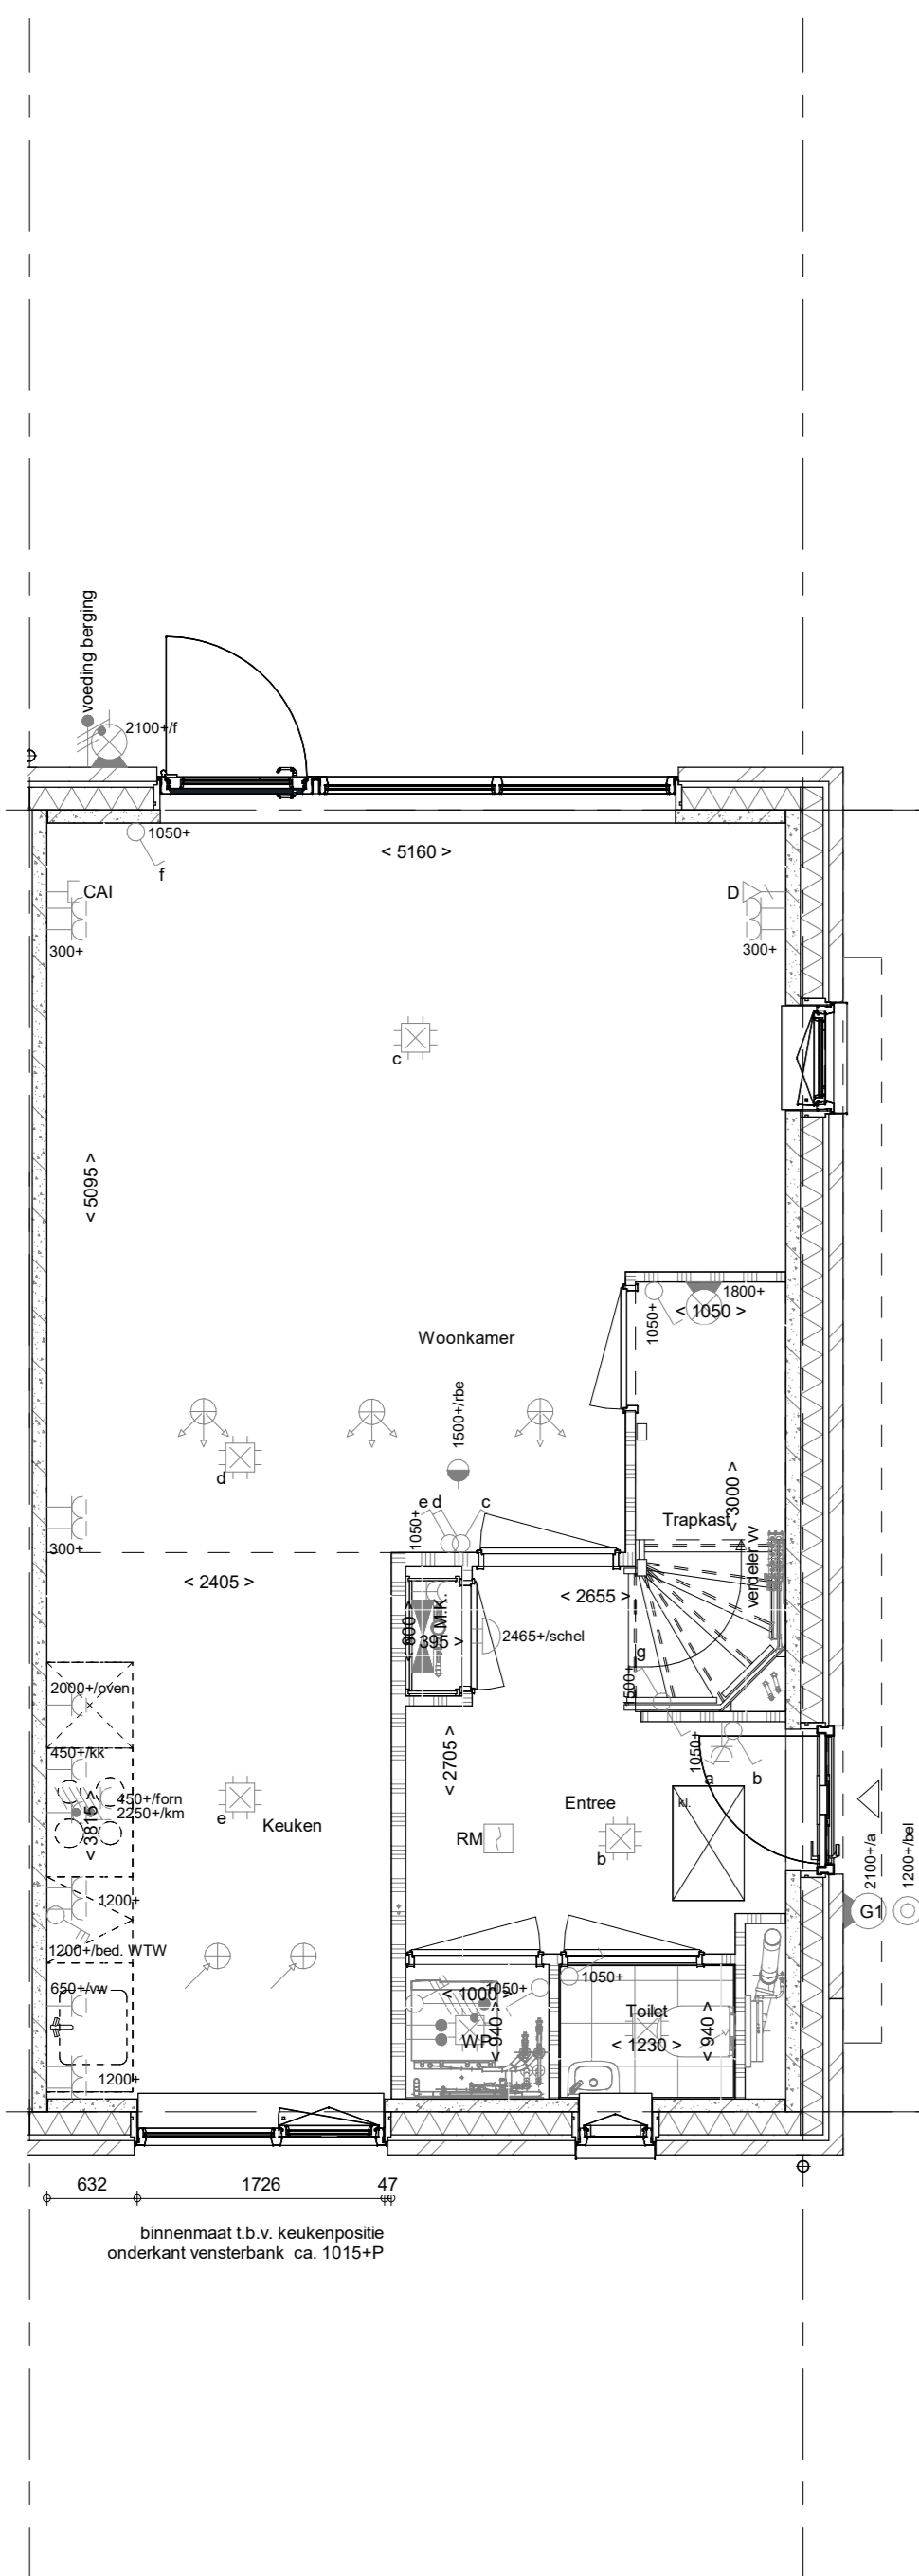 voeding berging
2100+/f
1050+
f
< 5160 >
CAI
300+
D
300+
c
< 5095 >
1800+
1050+
< 1050 >
Woonkamer
1500+/rbe
d
e d
c
1050+
< 3000 >
Trapkast
verdeler vv
300+
< 2405 >
< 2655 >
M.K.
< 800 >
< 395 >
2465+/schel
g
1500+
2000+/oven
450+/kk
450+/forn
2250+/km
< 3815 >
e
Keuken
< 2705 >
1050+
a
b
kl.
Entree
RM
b
2100+/a
1200+/bel
G1
1200+
1200+/bed. WTW
650+/vw
1200+
1050+
< 1000 >
WP
< 940 >
1050+
Toilet
< 1230 >
< 940 >
632
1726
47
binnenmaat t.b.v. keukenpositie
onderkant vensterbank ca. 1015+P